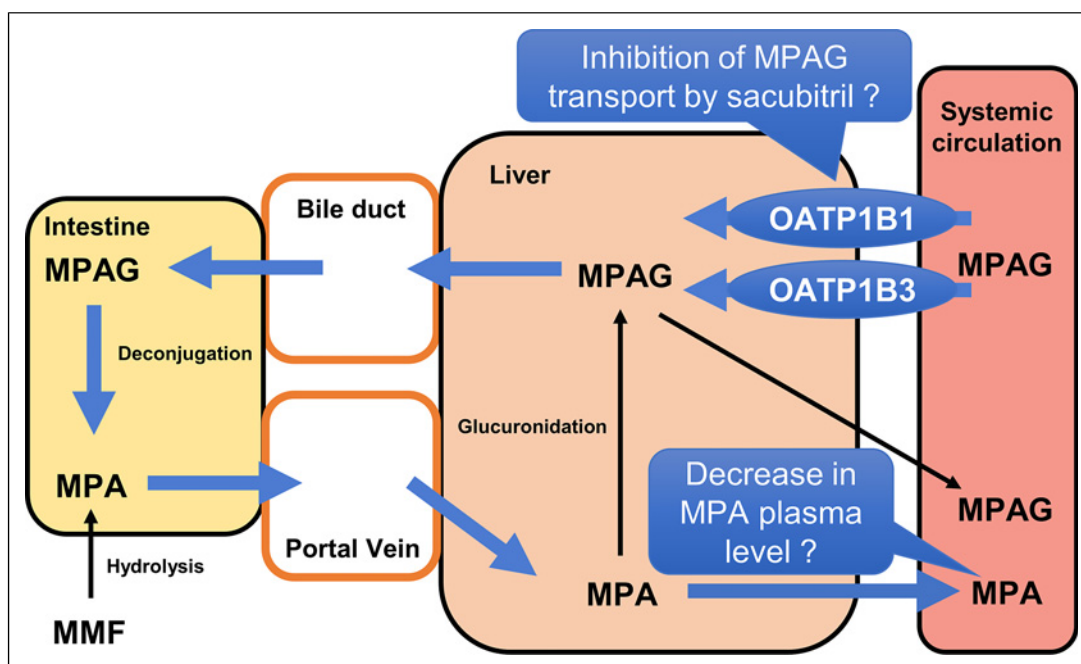 Inhibition of MPAG
transport by sacubitril ?
Systemic
circulation
Liver
Bile duct
Intestine
OATP1B1
MPAG
MPAG
MPAG
OATP1B3
Deconjugation
Glucuronidation
MPA
Decrease in
MPA plasma
level ?
MPAG
Portal Vein
Hydrolysis
MPA
MPA
MMF